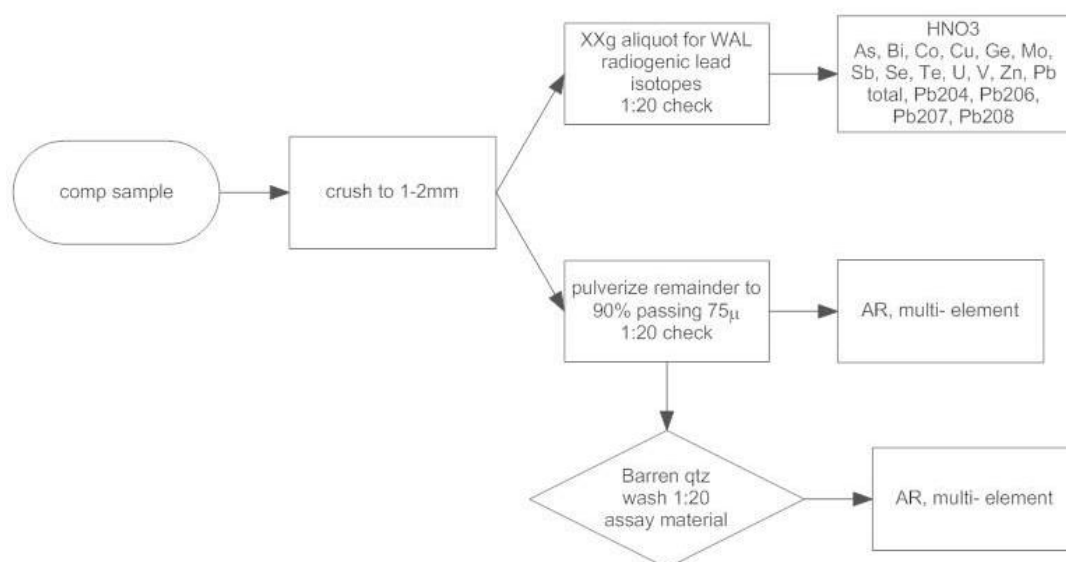 comp sample
crush to 1-2mm
XXg aliquot for WAL
radiogenic lead
isotopes
1:20 check
HNO3
As, Bi, Co, Cu, Ge, Mo,
Sb, Se, Te, U, V, Zn, Pb
total, Pb204, Pb206,
Pb207, Pb208
pulverize remainder to
90% passing 75μ
1:20 check
AR, multi- element
Barren qtz
wash 1:20
assay material
AR, multi- element